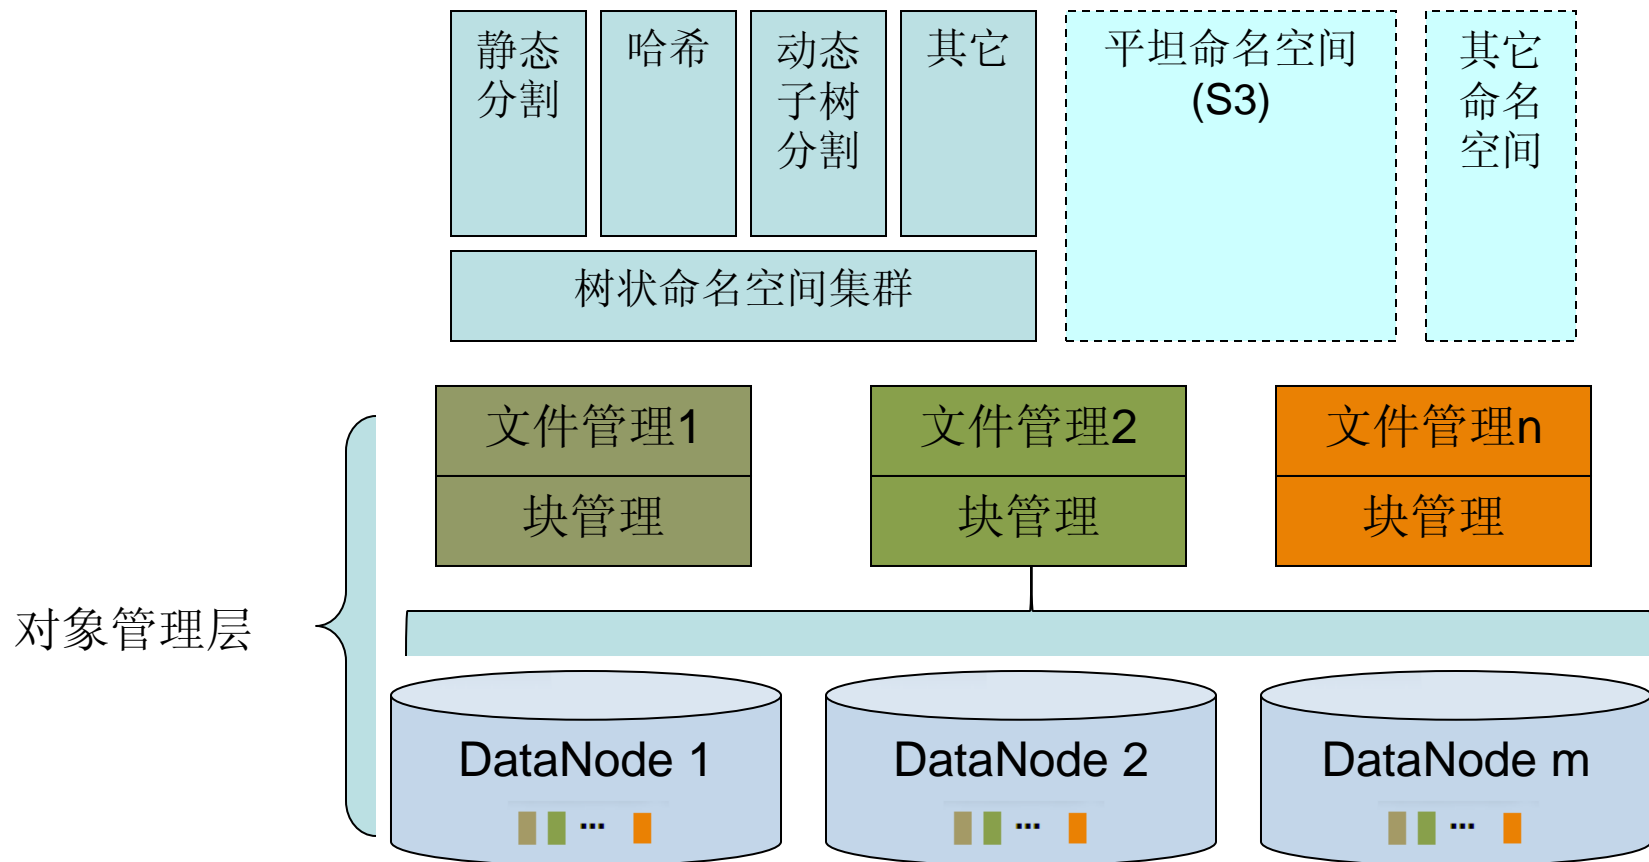 静态
分割
哈希
动态
子树
分割
其它
平坦命名空间
(S3)
其它
命名
空间
树状命名空间集群
文件管理1
文件管理2
文件管理n
块管理
块管理
块管理
对象管理层
DataNode 1
DataNode 2
DataNode m
...
...
...